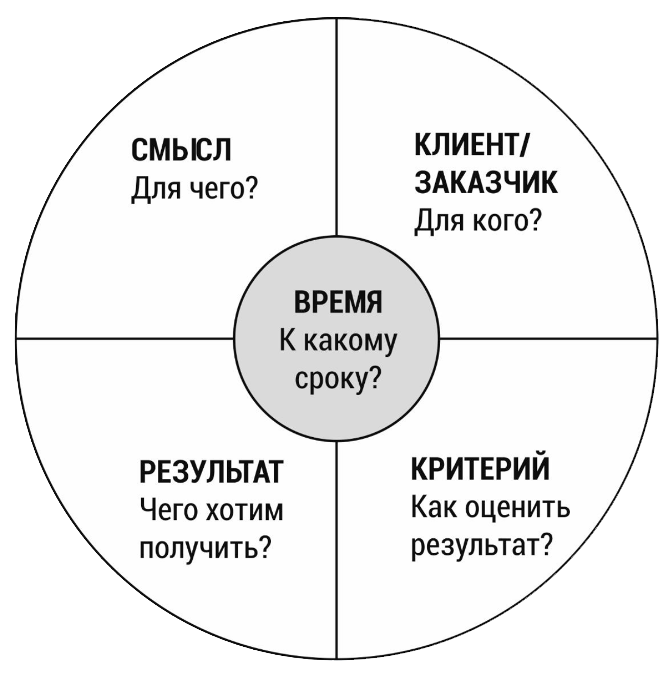 СМЫСЛ
Для чего?
КЛИЕНТ/
ЗАКАЗЧИК
Для кого?
ВРЕМЯ
К какому
сроку?
РЕЗУЛЬТАТ
Чего хотим
получить?
КРИТЕРИЙ
Как оценить
результат?